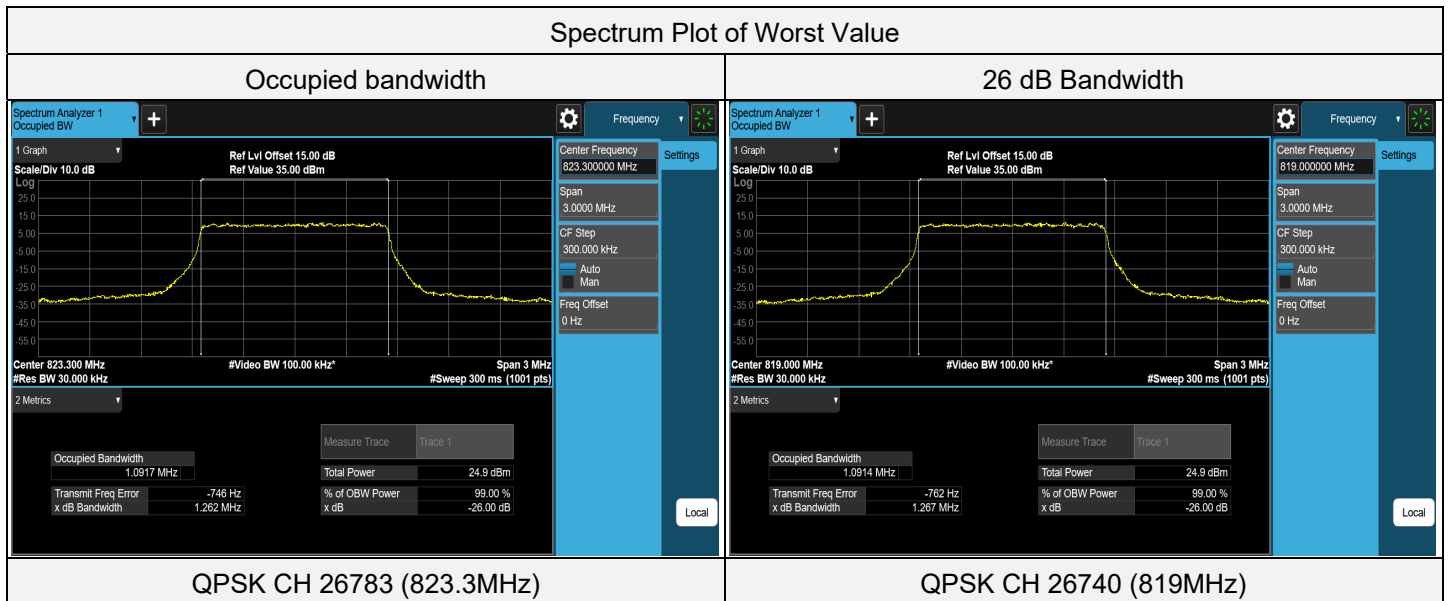 Spectrum Plot of Worst Value
Occupied bandwidth
26 dB Bandwidth
Spectrum Analyzer 1
Occupied BW
Frequency
1 Graph
Ref Lvl Offset 15.00 dB
Scale/Div 10.0 dB
Ref Value 35.00 dBm
Log
25.0
15.0
5.00
-5.00
-15.0
-25.0
-35.0
-45.0
-55.0
Center 823.300 MHz
#Video BW 100.00 kHz*
Span 3 MHz
#Res BW 30.000 kHz
#Sweep 300 ms (1001 pts)
Center Frequency
823.300000 MHz
Settings
Span
3.0000 MHz
CF Step
300.000 kHz
Auto
Man
Freq Offset
0 Hz
Local
2 Metrics
Measure Trace Trace 1
Occupied Bandwidth
1.0917 MHz
Total Power 24.9 dBm
Transmit Freq Error -746 Hz
% of OBW Power 99.00 %
x dB Bandwidth 1.262 MHz
x dB -26.00 dB
Spectrum Analyzer 1
Occupied BW
Frequency
1 Graph
Ref Lvl Offset 15.00 dB
Scale/Div 10.0 dB
Ref Value 35.00 dBm
Log
25.0
15.0
5.00
-5.00
-15.0
-25.0
-35.0
-45.0
-55.0
Center 819.000 MHz
#Video BW 100.00 kHz*
Span 3 MHz
#Res BW 30.000 kHz
#Sweep 300 ms (1001 pts)
Center Frequency
819.000000 MHz
Settings
Span
3.0000 MHz
CF Step
300.000 kHz
Auto
Man
Freq Offset
0 Hz
Local
2 Metrics
Measure Trace Trace 1
Occupied Bandwidth
1.0914 MHz
Total Power 24.9 dBm
Transmit Freq Error -762 Hz
% of OBW Power 99.00 %
x dB Bandwidth 1.267 MHz
x dB -26.00 dB
QPSK CH 26783 (823.3MHz)
QPSK CH 26740 (819MHz)